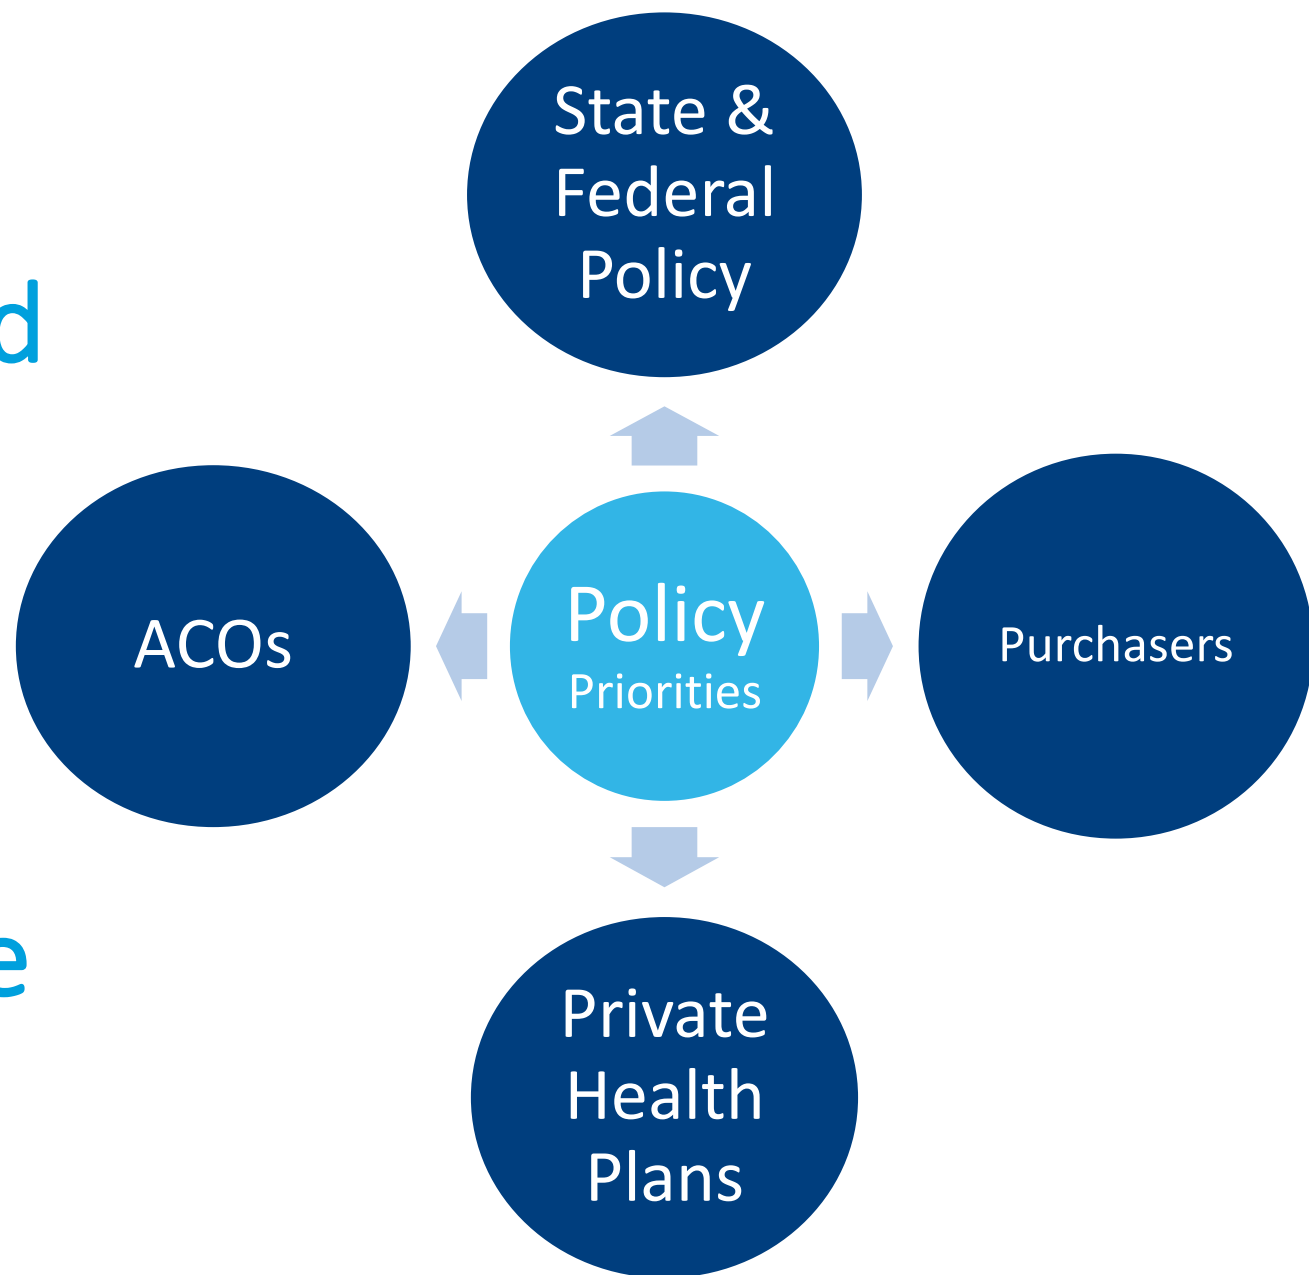 State &
Federal
Policy
d
ACOs
Policy
Priorities
Purchasers
e
Private
Health
Plans